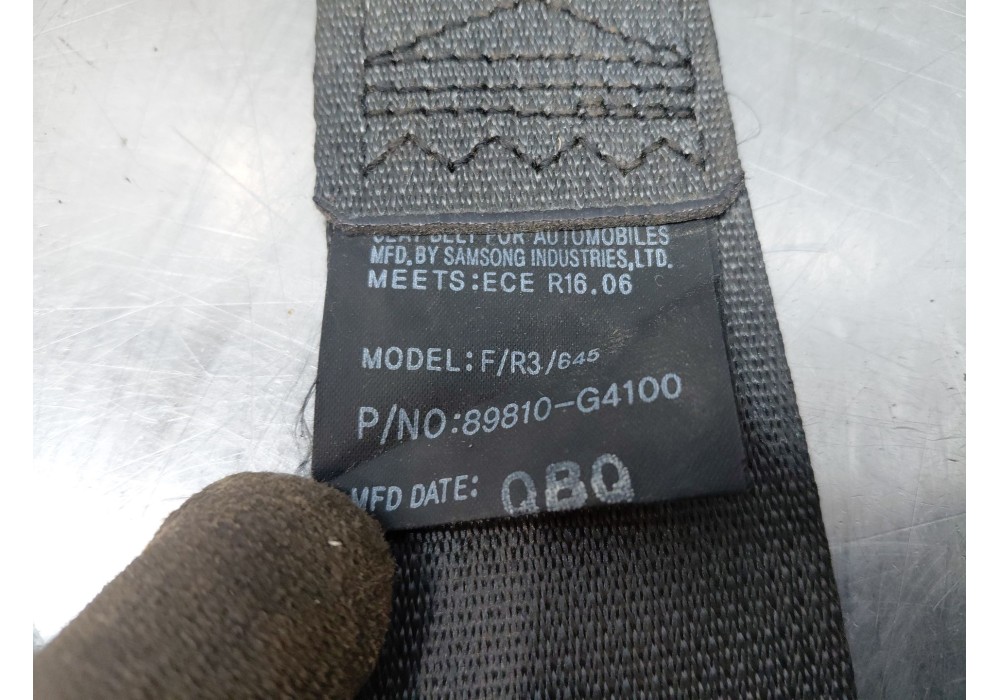 SEAT BELT FOR AUTOMOBILES
MFD.BY SAMSONG INDUSTRIES,LTD.
MEETS:ECE R16.06
MODEL:F/R3/645
P/NO:89810-G4100
MFD DATE: QBQ